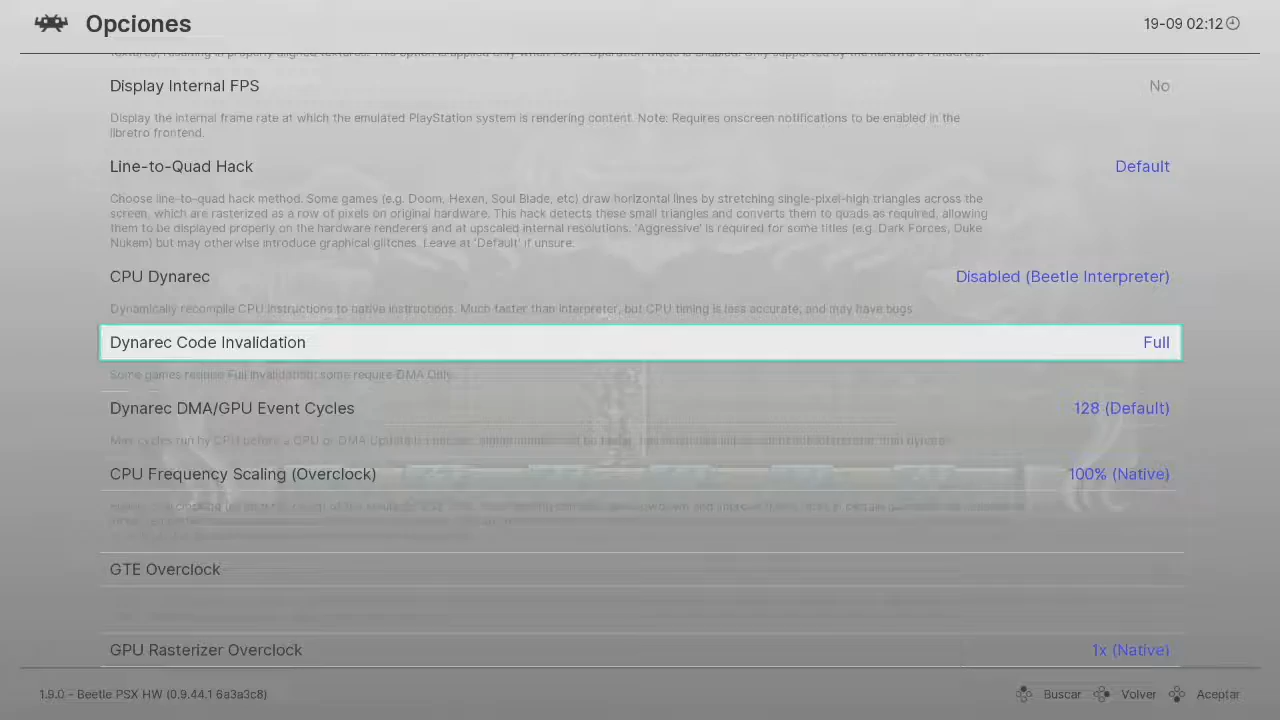 Opciones
19-09 02:12
Display Internal FPS
No
Display the internal frame rate at which the emulated PlayStation system is rendering content. Note: Requires onscreen notifications to be enabled in the
libretro frontend.
Line-to-Quad Hack
Default
Choose line-to-quad hack method. Some games (e.g. Doom, Hexen, Soul Blade, etc) draw horizontal lines by stretching single-pixel-high triangles across the
screen, which are rasterized as a row of pixels on original hardware. This hack detects these small triangles and converts them to quads as required, allowing
them to be displayed properly on the hardware renderers and at upscaled internal resolutions. 'Aggressive' is required for some titles (e.g. Dark Forces, Duke
Nukem) but may otherwise introduce graphical glitches. Leave at 'Default' if unsure.
CPU Dynarec
Disabled (Beetle Interpreter)
Dynamically recompile CPU instructions to native instructions. Much faster than interpreter, but CPU timing is less accurate, and may have bugs.
Dynarec Code Invalidation
Full
Some games require Full invalidation; some require DMA Only.
Dynarec DMA/GPU Event Cycles
128 (Default)
CPU Frequency Scaling (Overclock)
100% (Native)
GTE Overclock
GPU Rasterizer Overclock
1x (Native)
1.9.0 - Beetle PSX HW (0.9.44.1 6a3a3c8)
Buscar
Volver
Aceptar